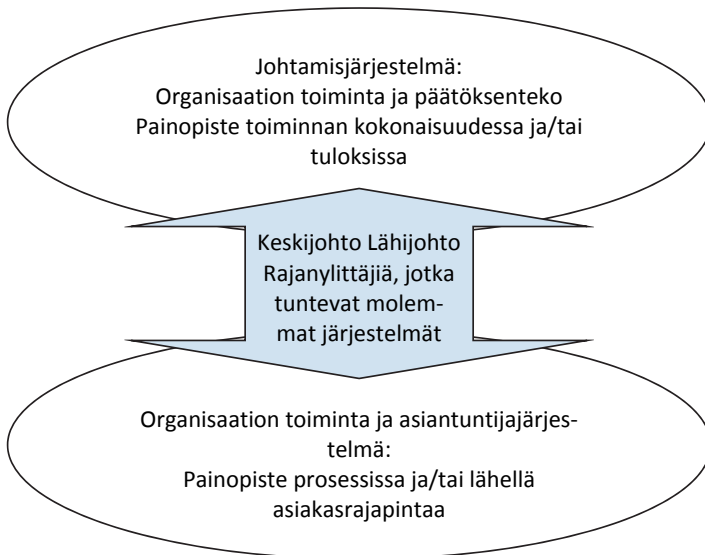 Johtamisjärjestelmä:
Organisaation toiminta ja päätöksenteko
Painopiste toiminnan kokonaisuudessa ja/tai
tuloksissa
Keskijohto Lähijohto
Rajanylittäjiä, jotka
tuntevat molem-
mat järjestelmät
Organisaation toiminta ja asiantuntijajärjes-
telmä:
Painopiste prosessissa ja/tai lähellä
asiakasrajapintaa